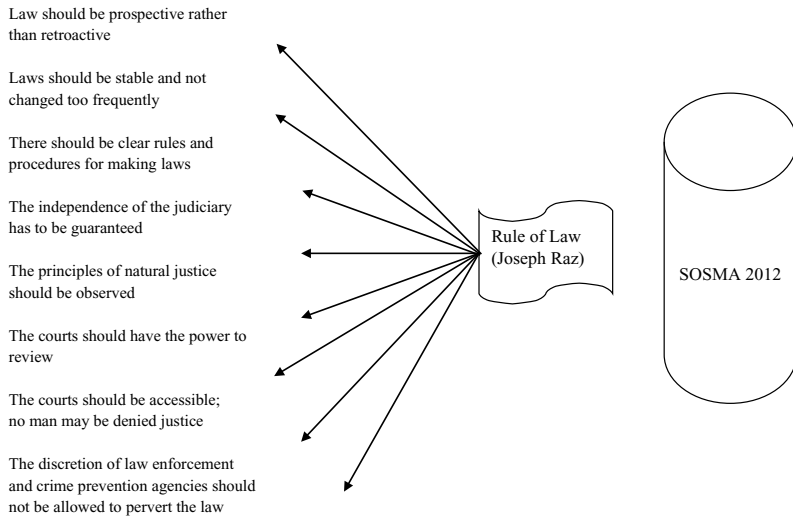 Law should be prospective rather
than retroactive
Laws should be stable and not
changed too frequently
There should be clear rules and
procedures for making laws
The independence of the judiciary
has to be guaranteed
The principles of natural justice
should be observed
The courts should have the power to
review
The courts should be accessible;
no man may be denied justice
The discretion of law enforcement
and crime prevention agencies should
not be allowed to pervert the law
Rule of Law
(Joseph Raz)
SOSMA 2012